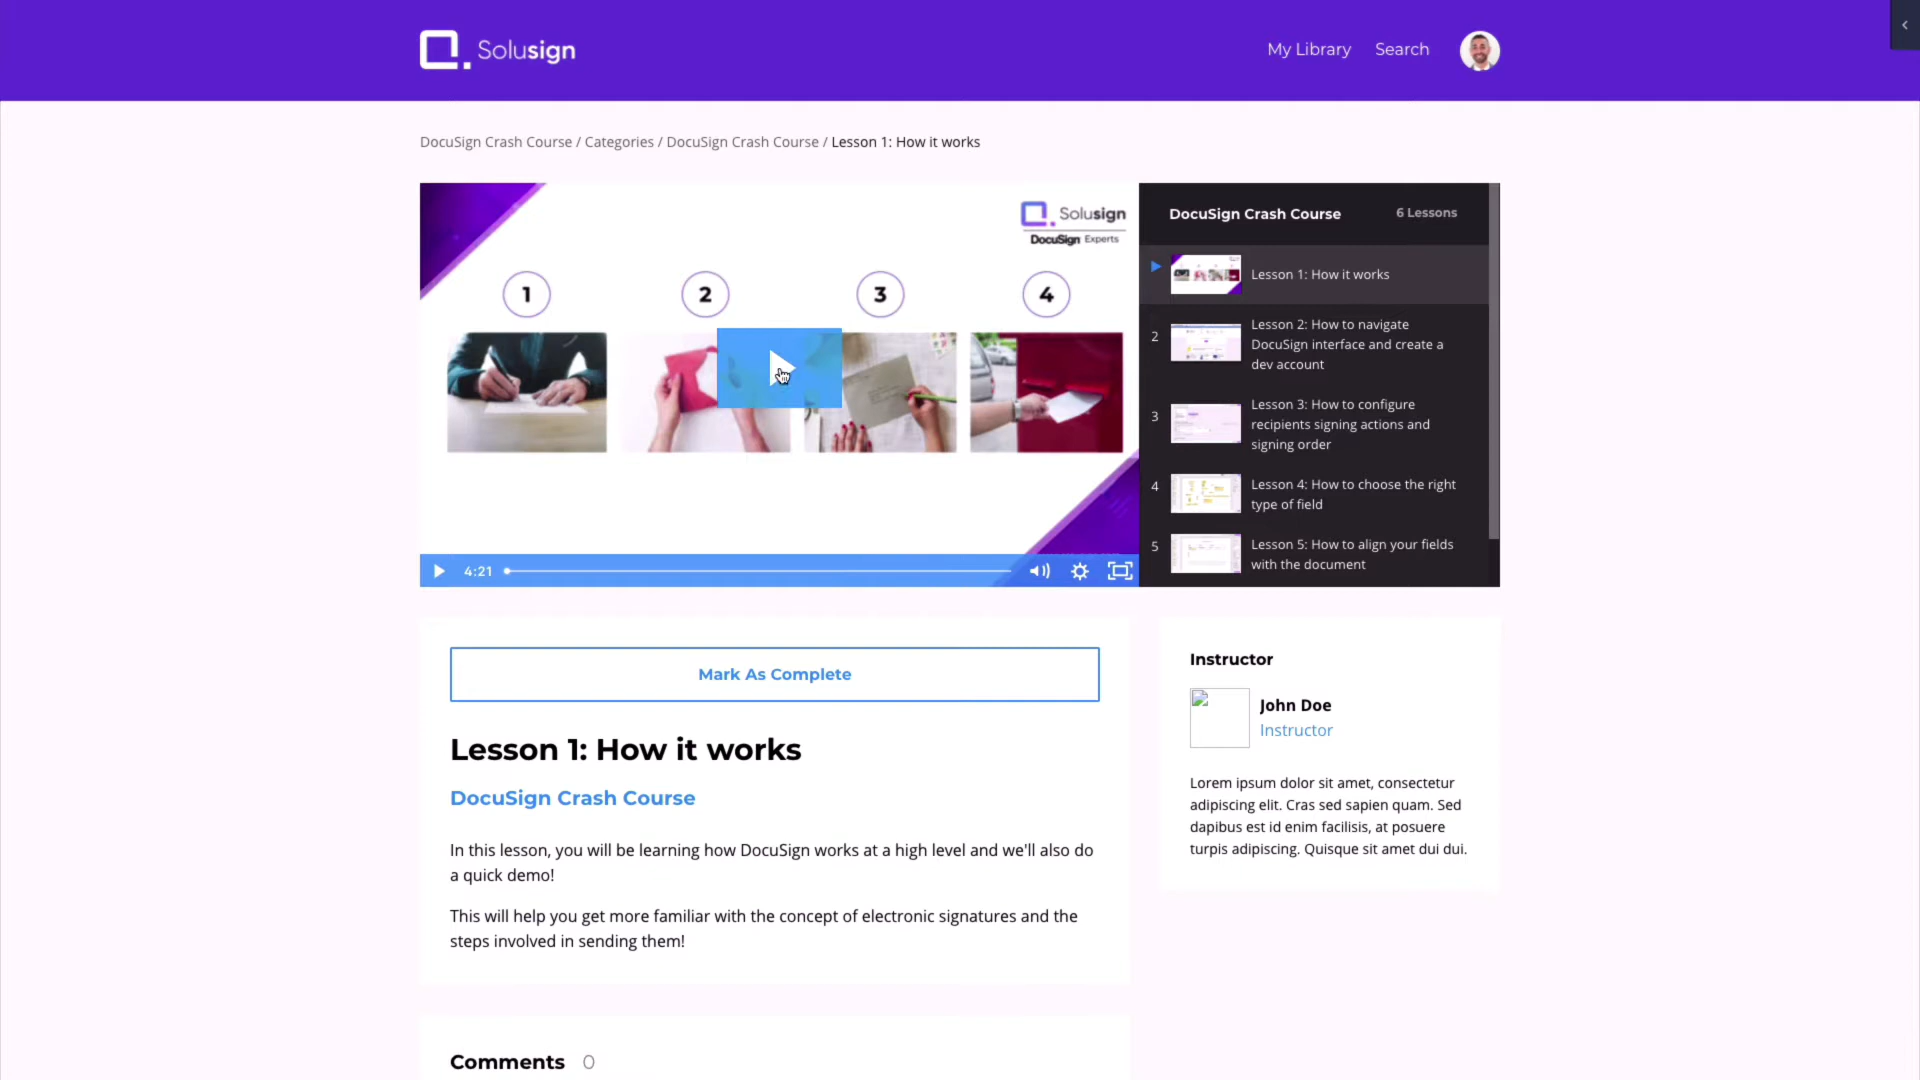 Solusign
My Library
Search
DocuSign Crash Course / Categories / DocuSign Crash Course / Lesson 1: How it works
Solusign
DocuSign Experts
1
2
3
4
4:21
DocuSign Crash Course
6 Lessons
Lesson 1: How it works
2
Lesson 2: How to navigate
DocuSign interface and create a
dev account
3
Lesson 3: How to configure
recipients signing actions and
signing order
4
Lesson 4: How to choose the right
type of field
5
Lesson 5: How to align your fields
with the document
Mark As Complete
Lesson 1: How it works
DocuSign Crash Course
In this lesson, you will be learning how DocuSign works at a high level and we'll also do
a quick demo!
This will help you get more familiar with the concept of electronic signatures and the
steps involved in sending them!
Instructor
John Doe
Instructor
Lorem ipsum dolor sit amet, consectetur
adipiscing elit. Cras sed sapien quam. Sed
dapibus est id enim facilisis, at posuere
turpis adipiscing. Quisque sit amet dui dui.
Comments 0